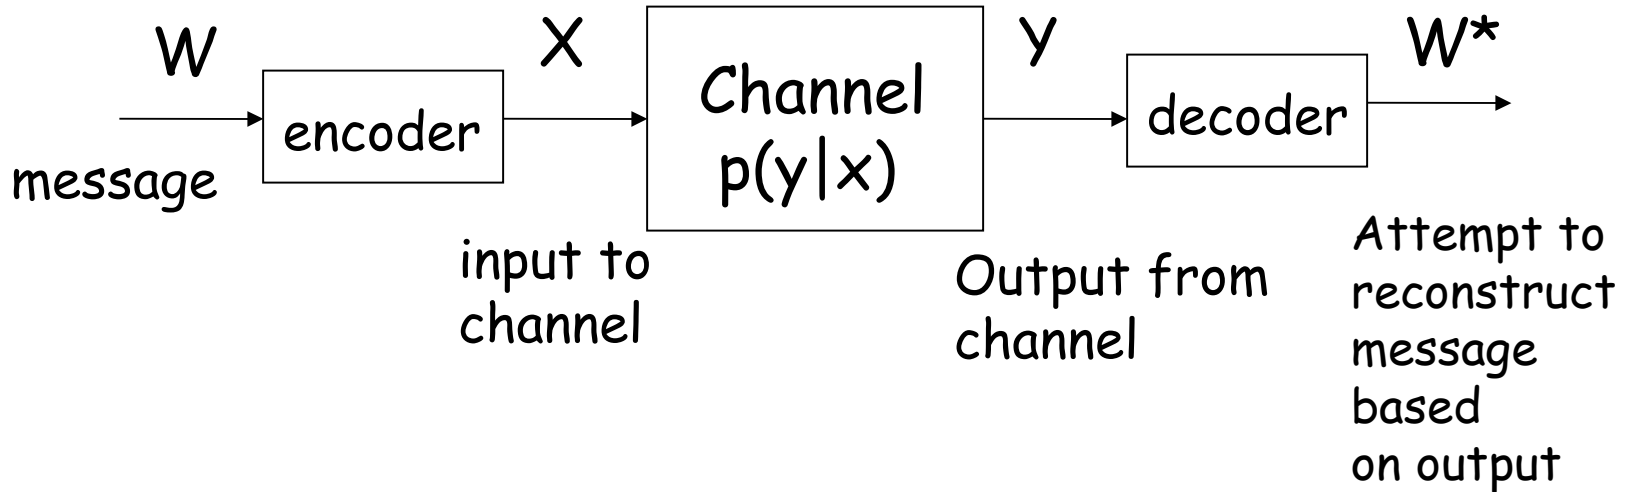 W
X
Y
W*
encoder
Channel
p(y|x)
decoder
message
input to
channel
Output from
channel
Attempt to
reconstruct
message
based
on output